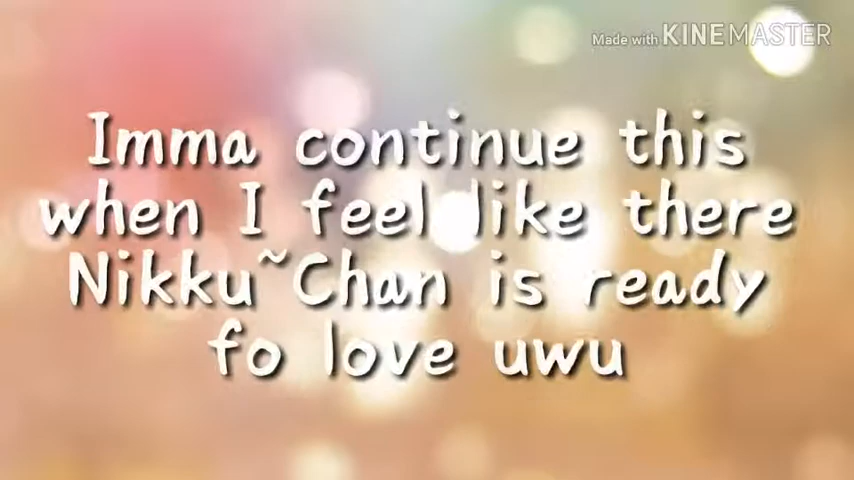 Made with KINEMASTER
Imma continue this
when I feel like there
Nikku~Chan is ready
fo love uwu